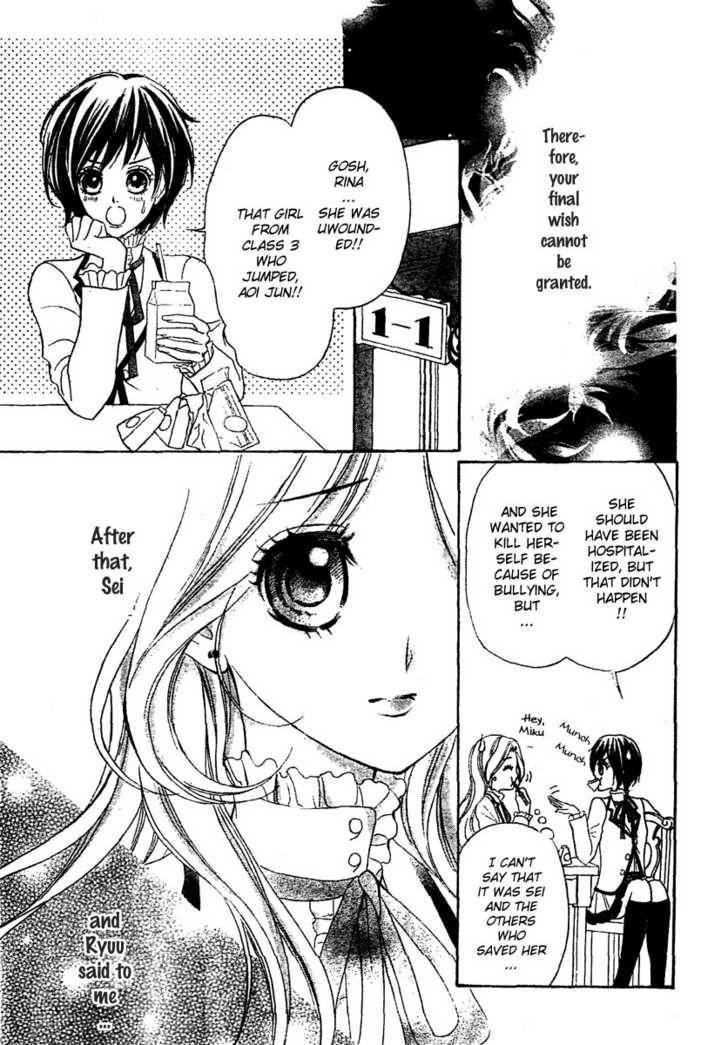 There-
fore,
your
final
wish
cannot
be
granted.
GOSH,
RINA
...
SHE WAS
UWOUND-
ED!!
THAT GIRL
FROM
CLASS 3
WHO
JUMPED,
AOI JUN!!
1-1
SHE
SHOULD
HAVE BEEN
HOSPITAL-
IZED, BUT
THAT DIDN'T
HAPPEN
!!
AND SHE
WANTED TO
KILL HER-
SELF BE-
CAUSE OF
BULLYING,
BUT
...
Munch,
Munch,
Hey,
Miku
I CAN'T
SAY THAT
IT WAS SEI
AND THE
OTHERS
WHO
SAVED HER
...
After
that,
Sei
and
Ryuu
said to
me
...